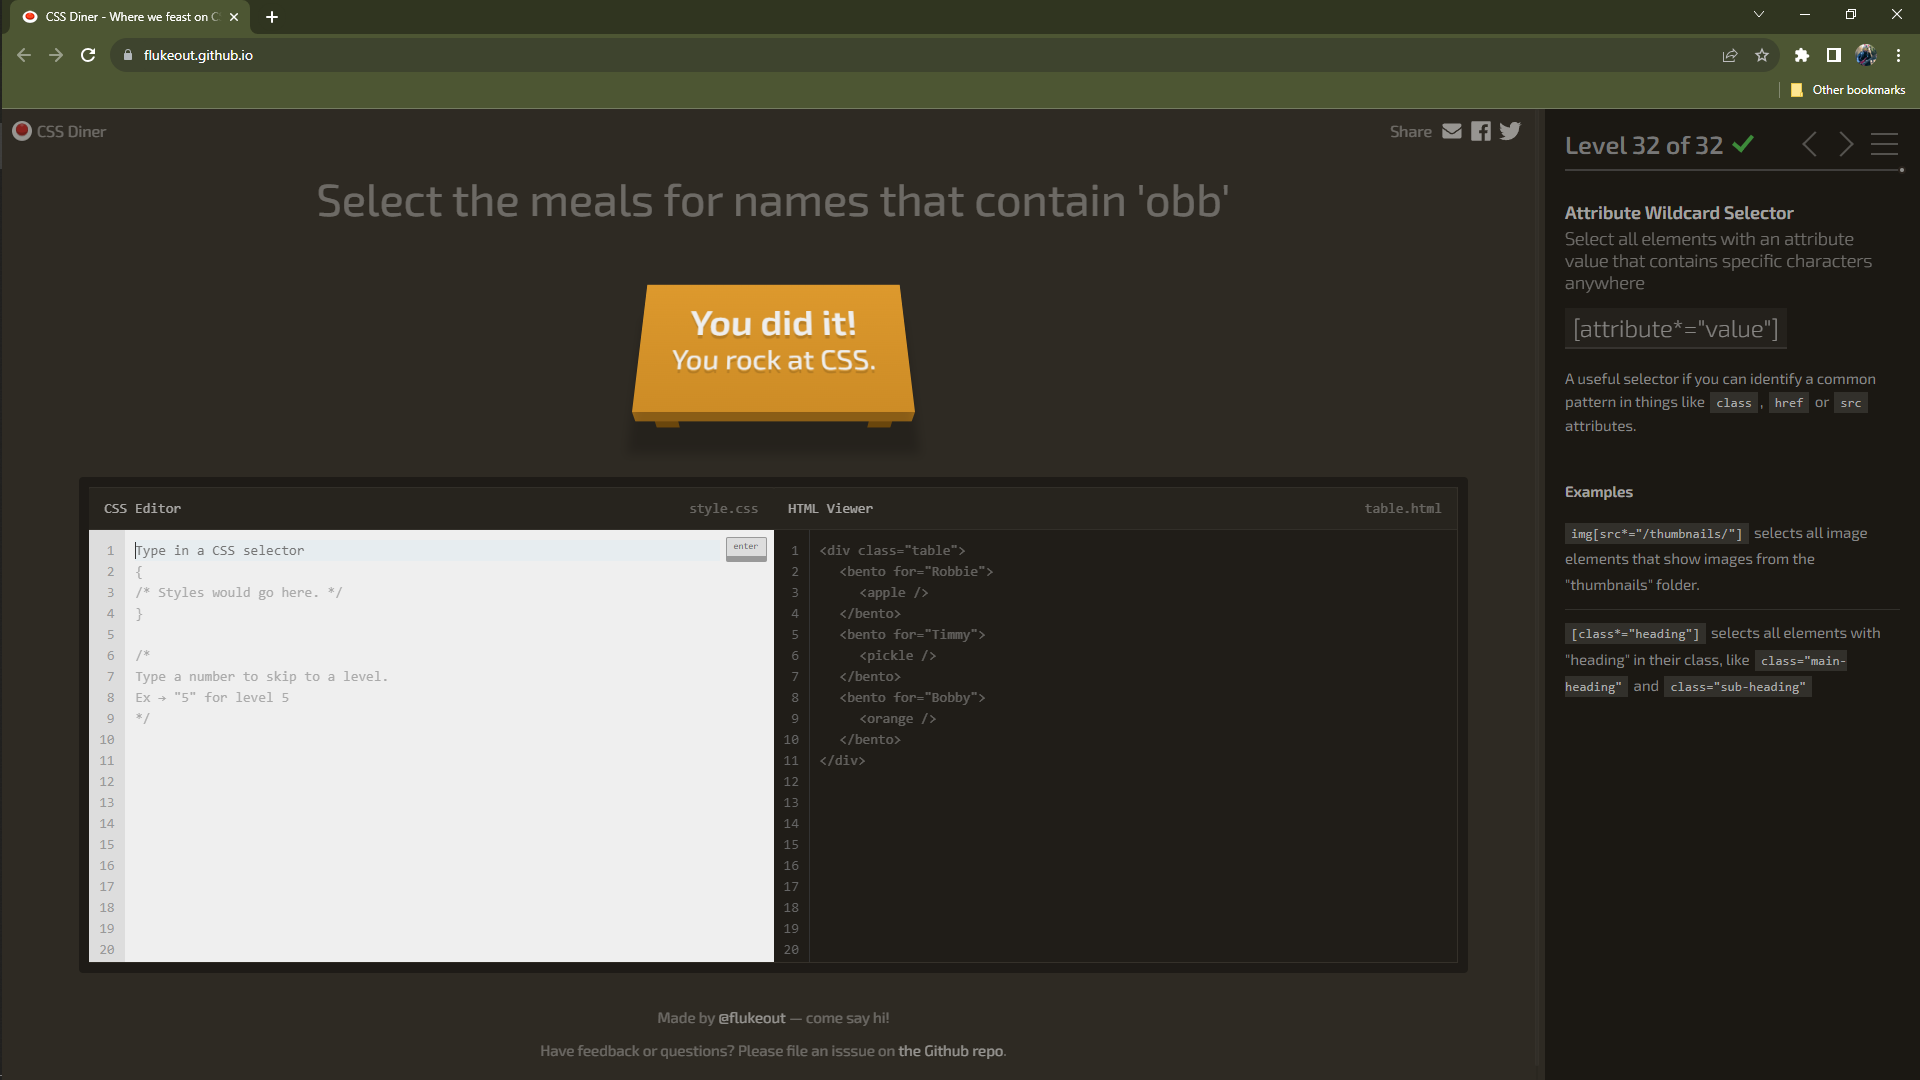 CSS Diner - Where we feast on CS
flukeout.github.io
Other bookmarks
CSS Diner
Share
Select the meals for names that contain 'obb'
You did it!
You rock at CSS.
CSS Editor
style.css
1 Type in a CSS selector
enter
2 {
3 /* Styles would go here. */
4 }
5
6 /*
7 Type a number to skip to a level.
8 Ex → "5" for level 5
9 */
10
11
12
13
14
15
16
17
18
19
20
HTML Viewer
table.html
1 <div class="table">
2 <bento for="Robbie">
3 <apple />
4 </bento>
5 <bento for="Timmy">
6 <pickle />
7 </bento>
8 <bento for="Bobby">
9 <orange />
10 </bento>
11 </div>
12
13
14
15
16
17
18
19
20
Made by @flukeout — come say hi!
Have feedback or questions? Please file an isssue on the Github repo.
Level 32 of 32
Attribute Wildcard Selector
Select all elements with an attribute
value that contains specific characters
anywhere
[attribute*="value"]
A useful selector if you can identify a common
pattern in things like class , href or src
attributes.
Examples
img[src*="/thumbnails/"] selects all image
elements that show images from the
"thumbnails" folder.
[class*="heading"] selects all elements with
"heading" in their class, like class="main-
heading" and class="sub-heading"